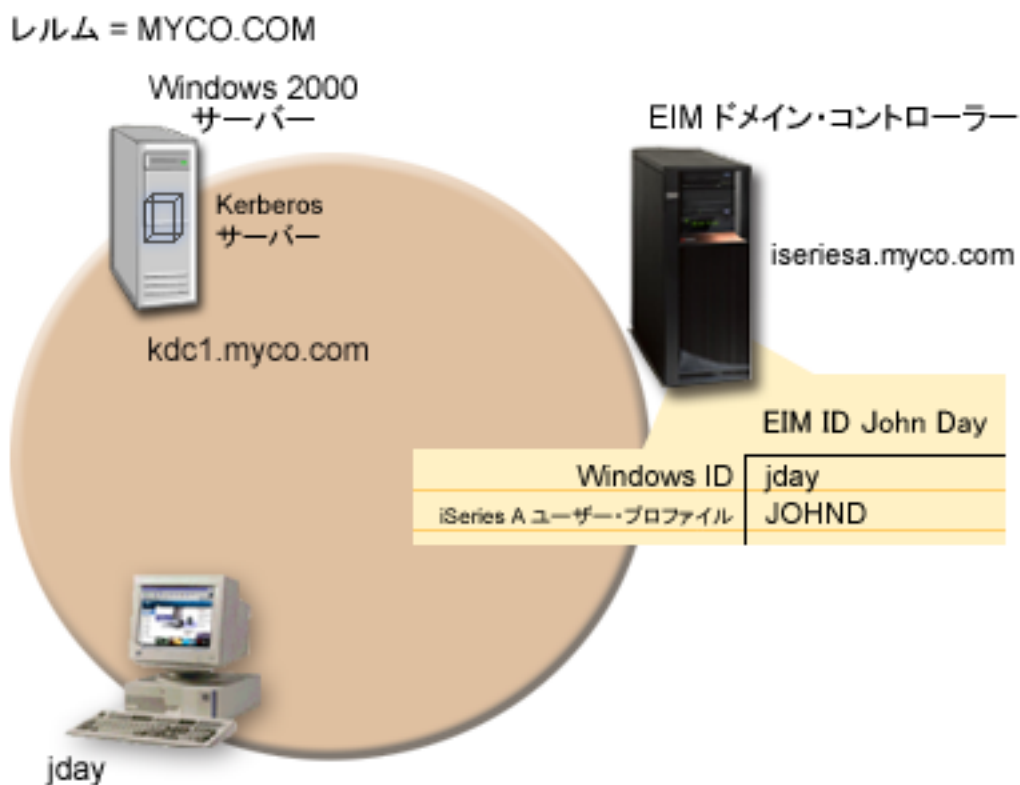 レルム = MYCO.COM
Windows 2000
サーバー
EIM ドメイン・コントローラー
Kerberos
サーバー
iseriesa.myco.com
kdc1.myco.com
EIM ID John Day
Windows ID jday
iSeries A ユーザー・プロファイル JOHND
jday